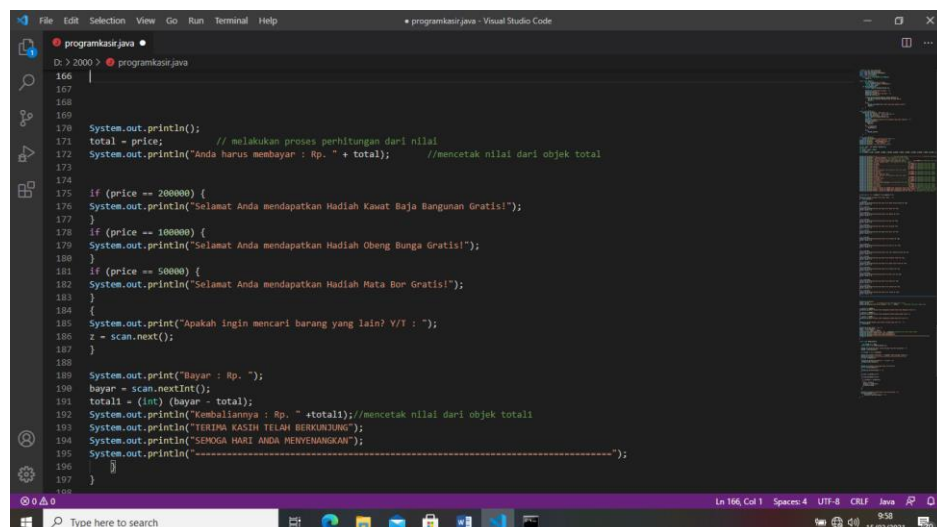 File Edit Selection View Go Run Terminal Help
● programkasir.java - Visual Studio Code
programkasir.java ●
D: > 2000 > programkasir.java
166
167
168
169
170 System.out.println();
171 total = price; // melakukan proses perhitungan dari nilai
172 System.out.println("Anda harus membayar : Rp. " + total); //mencetak nilai dari objek total
173
174
175 if (price == 200000) {
176 System.out.println("Selamat Anda mendapatkan Hadiah Kawat Baja Bangunan Gratis!");
177 }
178 if (price == 100000) {
179 System.out.println("Selamat Anda mendapatkan Hadiah Obeng Bunga Gratis!");
180 }
181 if (price == 50000) {
182 System.out.println("Selamat Anda mendapatkan Hadiah Mata Bor Gratis!");
183 }
184 {
185 System.out.print("Apakah ingin mencari barang yang lain? Y/T : ");
186 z = scan.next();
187 }
188
189 System.out.print("Bayar : Rp. ");
190 bayar = scan.nextInt();
191 total1 = (int) (bayar - total);
192 System.out.println("Kembaliannya : Rp. " +total1);//mencetak nilai dari objek total1
193 System.out.println("TERIMA KASIH TELAH BERKUNJUNG");
194 System.out.println("SEMOGA HARI ANDA MENYENANGKAN");
195 System.out.println("===============================================================================");
196 }
197 }
198
0 0 Ln 166, Col 1 Spaces: 4 UTF-8 CRLF Java
Type here to search
9:58